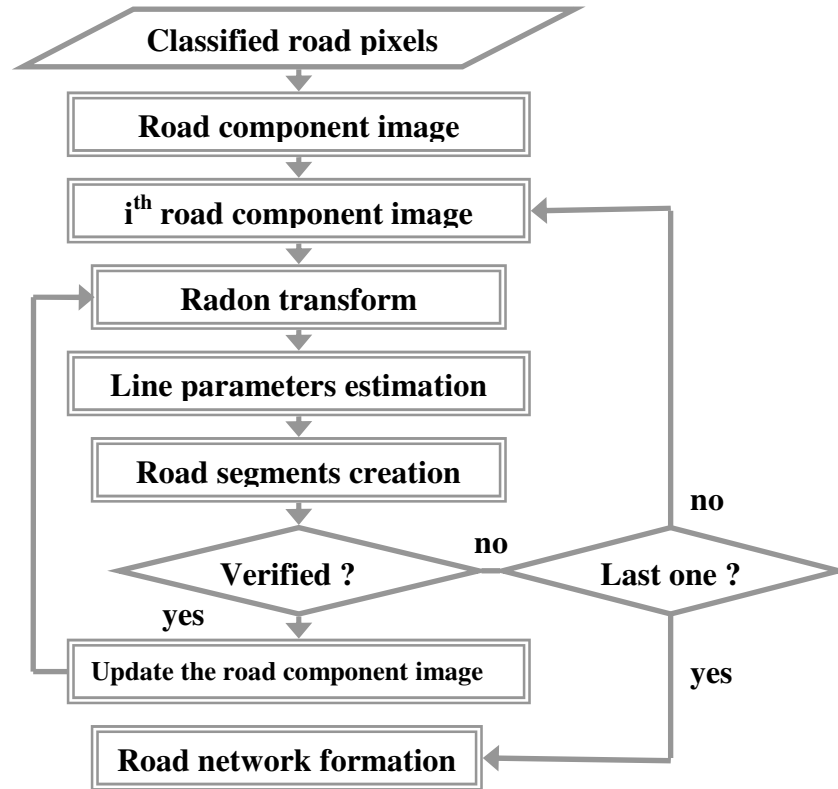 Classified road pixels
Road component image
i^th road component image
Radon transform
Line parameters estimation
Road segments creation
no
no
Verified ?
Last one ?
yes
Update the road component image
yes
Road network formation